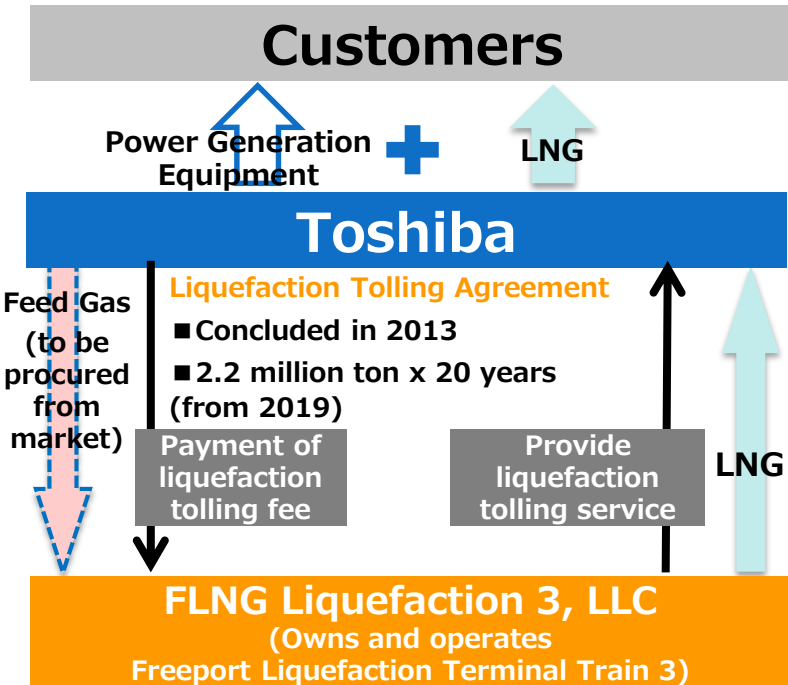 Customers
Power Generation
Equipment
LNG
Toshiba
Feed Gas
(to be
procured
from
market)
Liquefaction Tolling Agreement
■Concluded in 2013
■2.2 million ton x 20 years
(from 2019)
Payment of
liquefaction
tolling fee
Provide
liquefaction
tolling service
LNG
FLNG Liquefaction 3, LLC
(Owns and operates
Freeport Liquefaction Terminal Train 3)